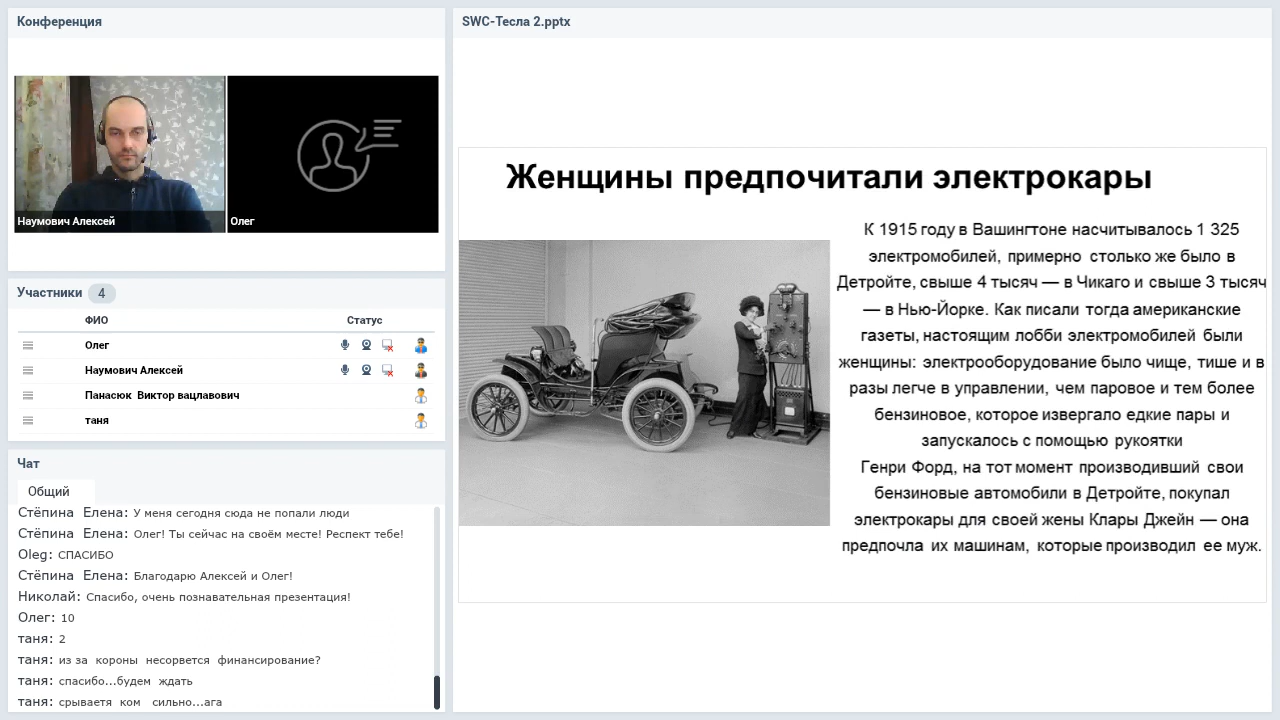 Конференция
Наумович Алексей
Олег
Участники 4
ФИО Статус
Олег
Наумович Алексей
Панасюк Виктор вацлавович
таня
Чат
Общий
Стёпина Елена: У меня сегодня сюда не попали люди
Стёпина Елена: Олег! Ты сейчас на своём месте! Респект тебе!
Oleg: СПАСИБО
Стёпина Елена: Благодарю Алексей и Олег!
Николай: Спасибо, очень познавательная презентация!
Олег: 10
таня: 2
таня: из за короны несорвется финансирование?
таня: спасибо...будем ждать
таня: срываетя ком сильно...ага
SWC-Тесла 2.pptx
Женщины предпочитали электрокары
К 1915 году в Вашингтоне насчитывалось 1 325
электромобилей, примерно столько же было в
Детройте, свыше 4 тысяч — в Чикаго и свыше 3 тысяч
— в Нью-Йорке. Как писали тогда американские
газеты, настоящим лобби электромобилей были
женщины: электрооборудование было чище, тише и в
разы легче в управлении, чем паровое и тем более
бензиновое, которое извергало едкие пары и
запускалось с помощью рукоятки
Генри Форд, на тот момент производивший свои
бензиновые автомобили в Детройте, покупал
электрокары для своей жены Клары Джейн — она
предпочла их машинам, которые производил ее муж.